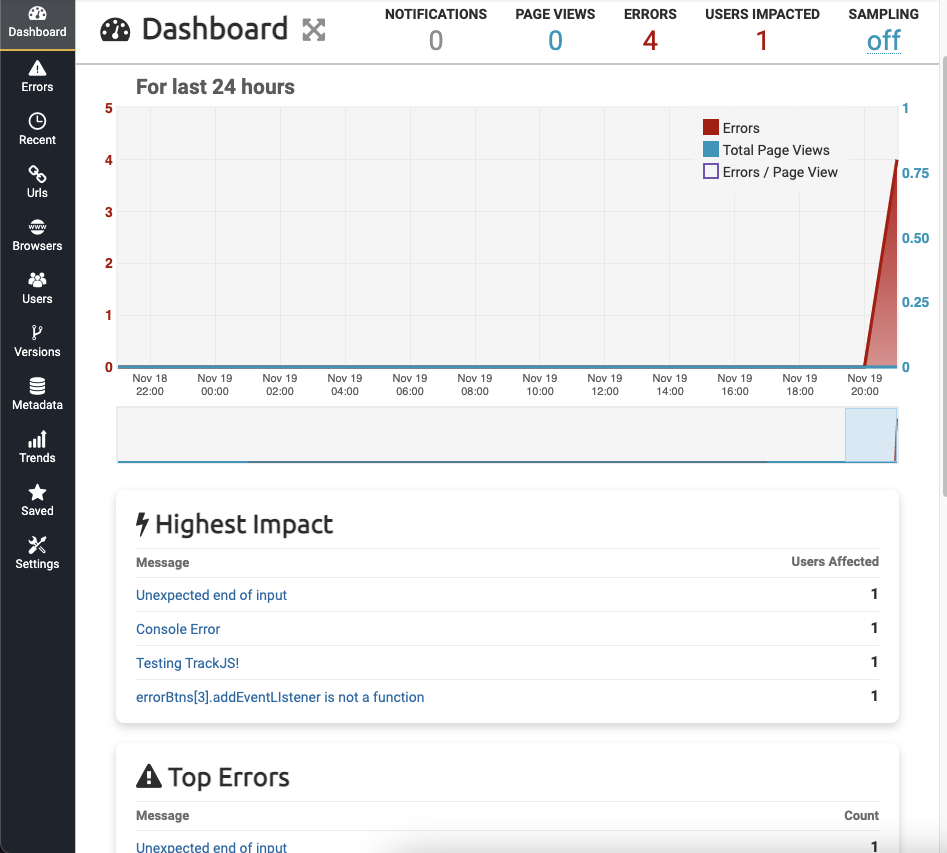 Dashboard
Errors
Recent
Urls
www
Browsers
Users
Versions
Metadata
Trends
Saved
Settings
Dashboard
NOTIFICATIONS PAGE VIEWS ERRORS USERS IMPACTED SAMPLING
0 0 4 1 off
For last 24 hours
5
4
3
2
1
0
1
0.75
0.50
0.25
0
Errors
Total Page Views
Errors / Page View
Nov 18 Nov 19 Nov 19 Nov 19 Nov 19 Nov 19 Nov 19 Nov 19 Nov 19 Nov 19 Nov 19 Nov 19
22:00 00:00 02:00 04:00 06:00 08:00 10:00 12:00 14:00 16:00 18:00 20:00
Highest Impact
Message Users Affected
Unexpected end of input 1
Console Error 1
Testing TrackJS! 1
errorBtns[3].addEventLIstener is not a function 1
Top Errors
Message Count
Unexpected end of input 1